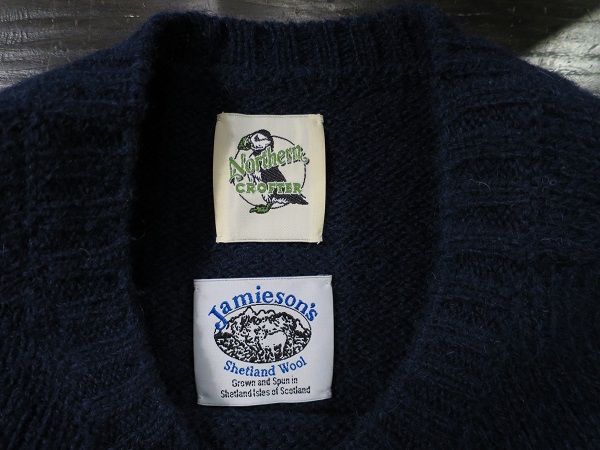 Northern
CROFTER
Jamieson's
Shetland Wool
Grown and Spun in
Shetland Isles of Scotland